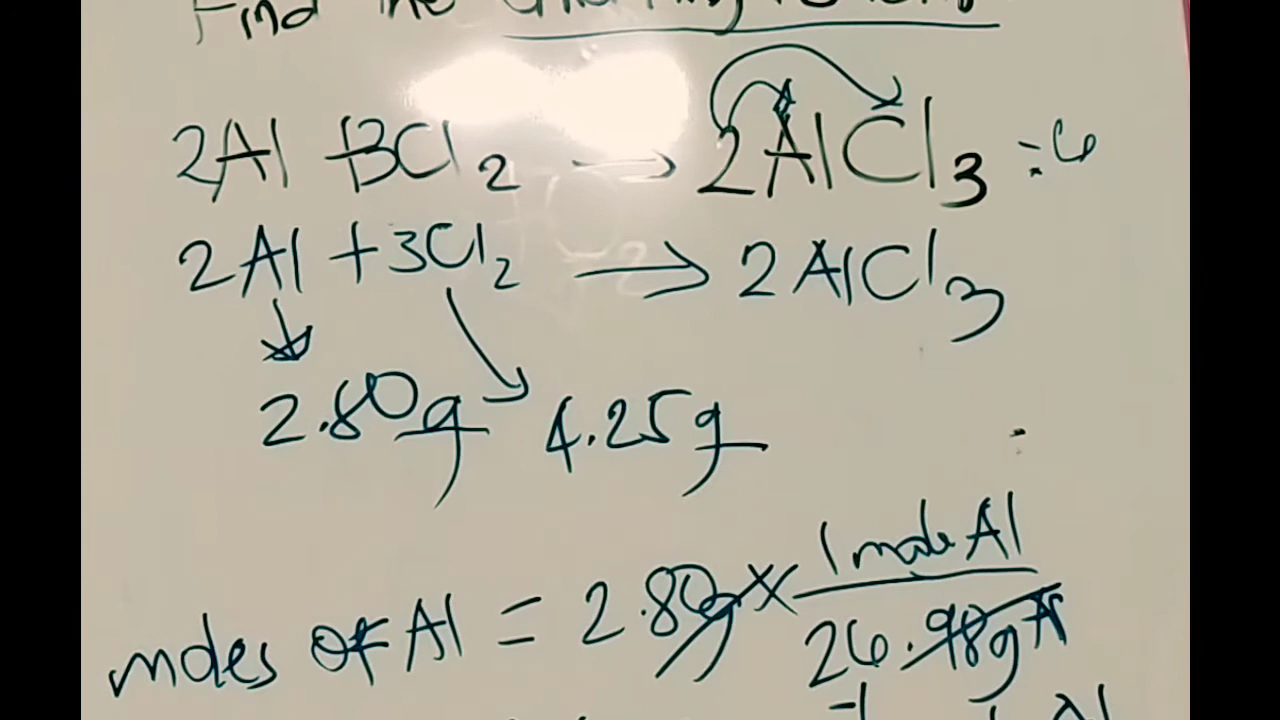 Find the
2Al + 3Cl2 → 2AlCl3 = 6
2Al + 3Cl2 → 2AlCl3
2.80g 4.25g
1 mole Al
moles of Al = 2.80g ×
26.98g Al
-1